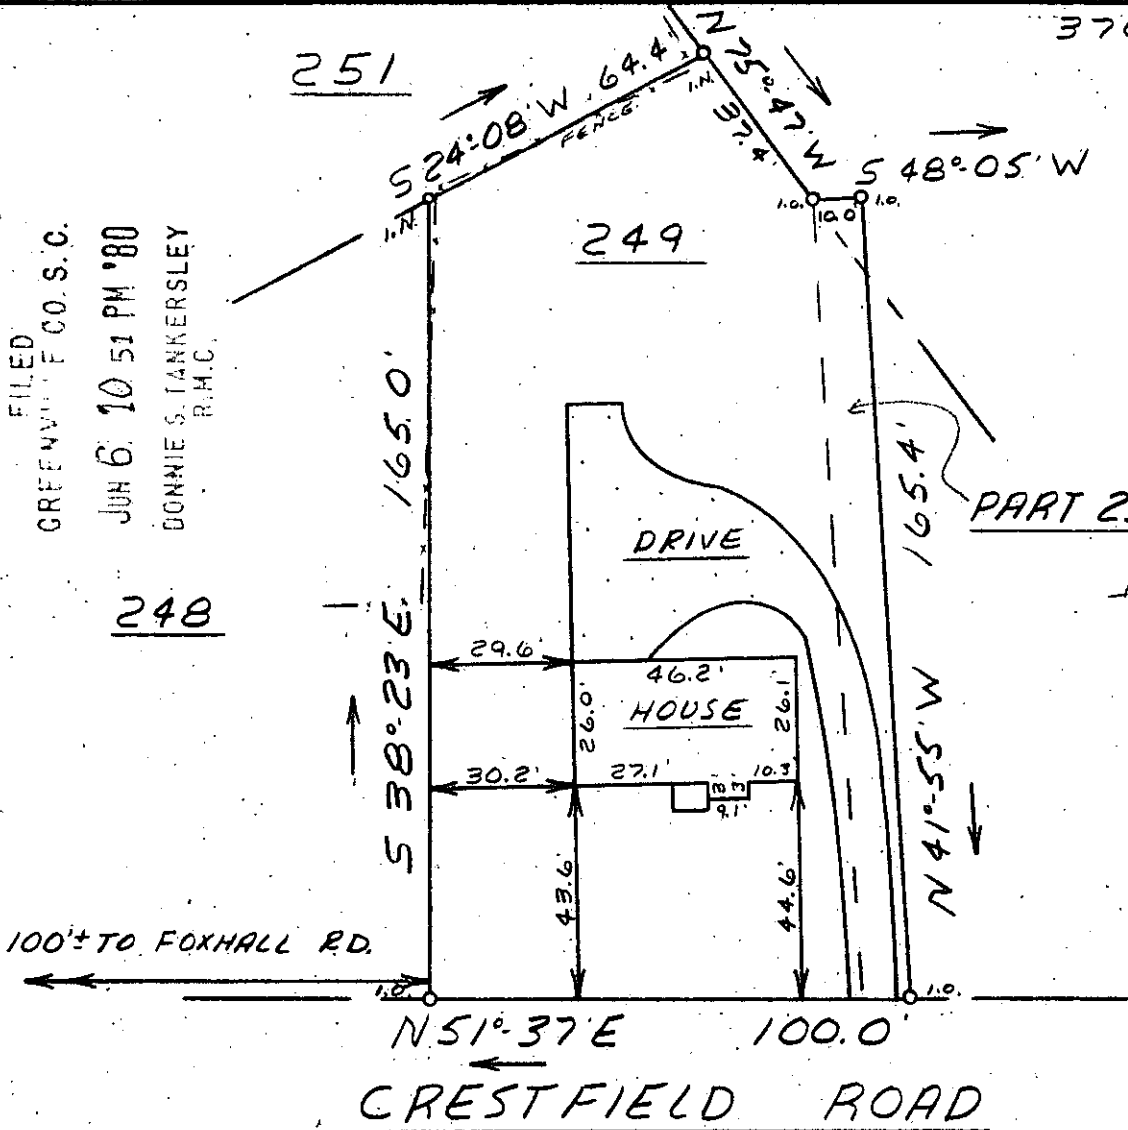 376
251
S 24°-08' W 64.4'
FENCE
I.N.
N 75°-47' W
37.4'
S 48°-05' W
I.O.
10.0'
I.O.
I.N.
249
FILED
GREENVILLE CO. S. C.
JUN 6 10 51 PM '80
DONNIE S. TANKERSLEY
R.M.C.
S 38°-23' E. 165.0'
165.4'
PART 2
DRIVE
248
29.6'
46.2'
HOUSE
26.0'
26.1'
30.2'
27.1'
10.3'
9.1'
43.6'
44.6'
N 41°-55' W
100'± TO FOXHALL RD.
I.O.
I.O.
N 51°-37' E 100.0'
CRESTFIELD ROAD